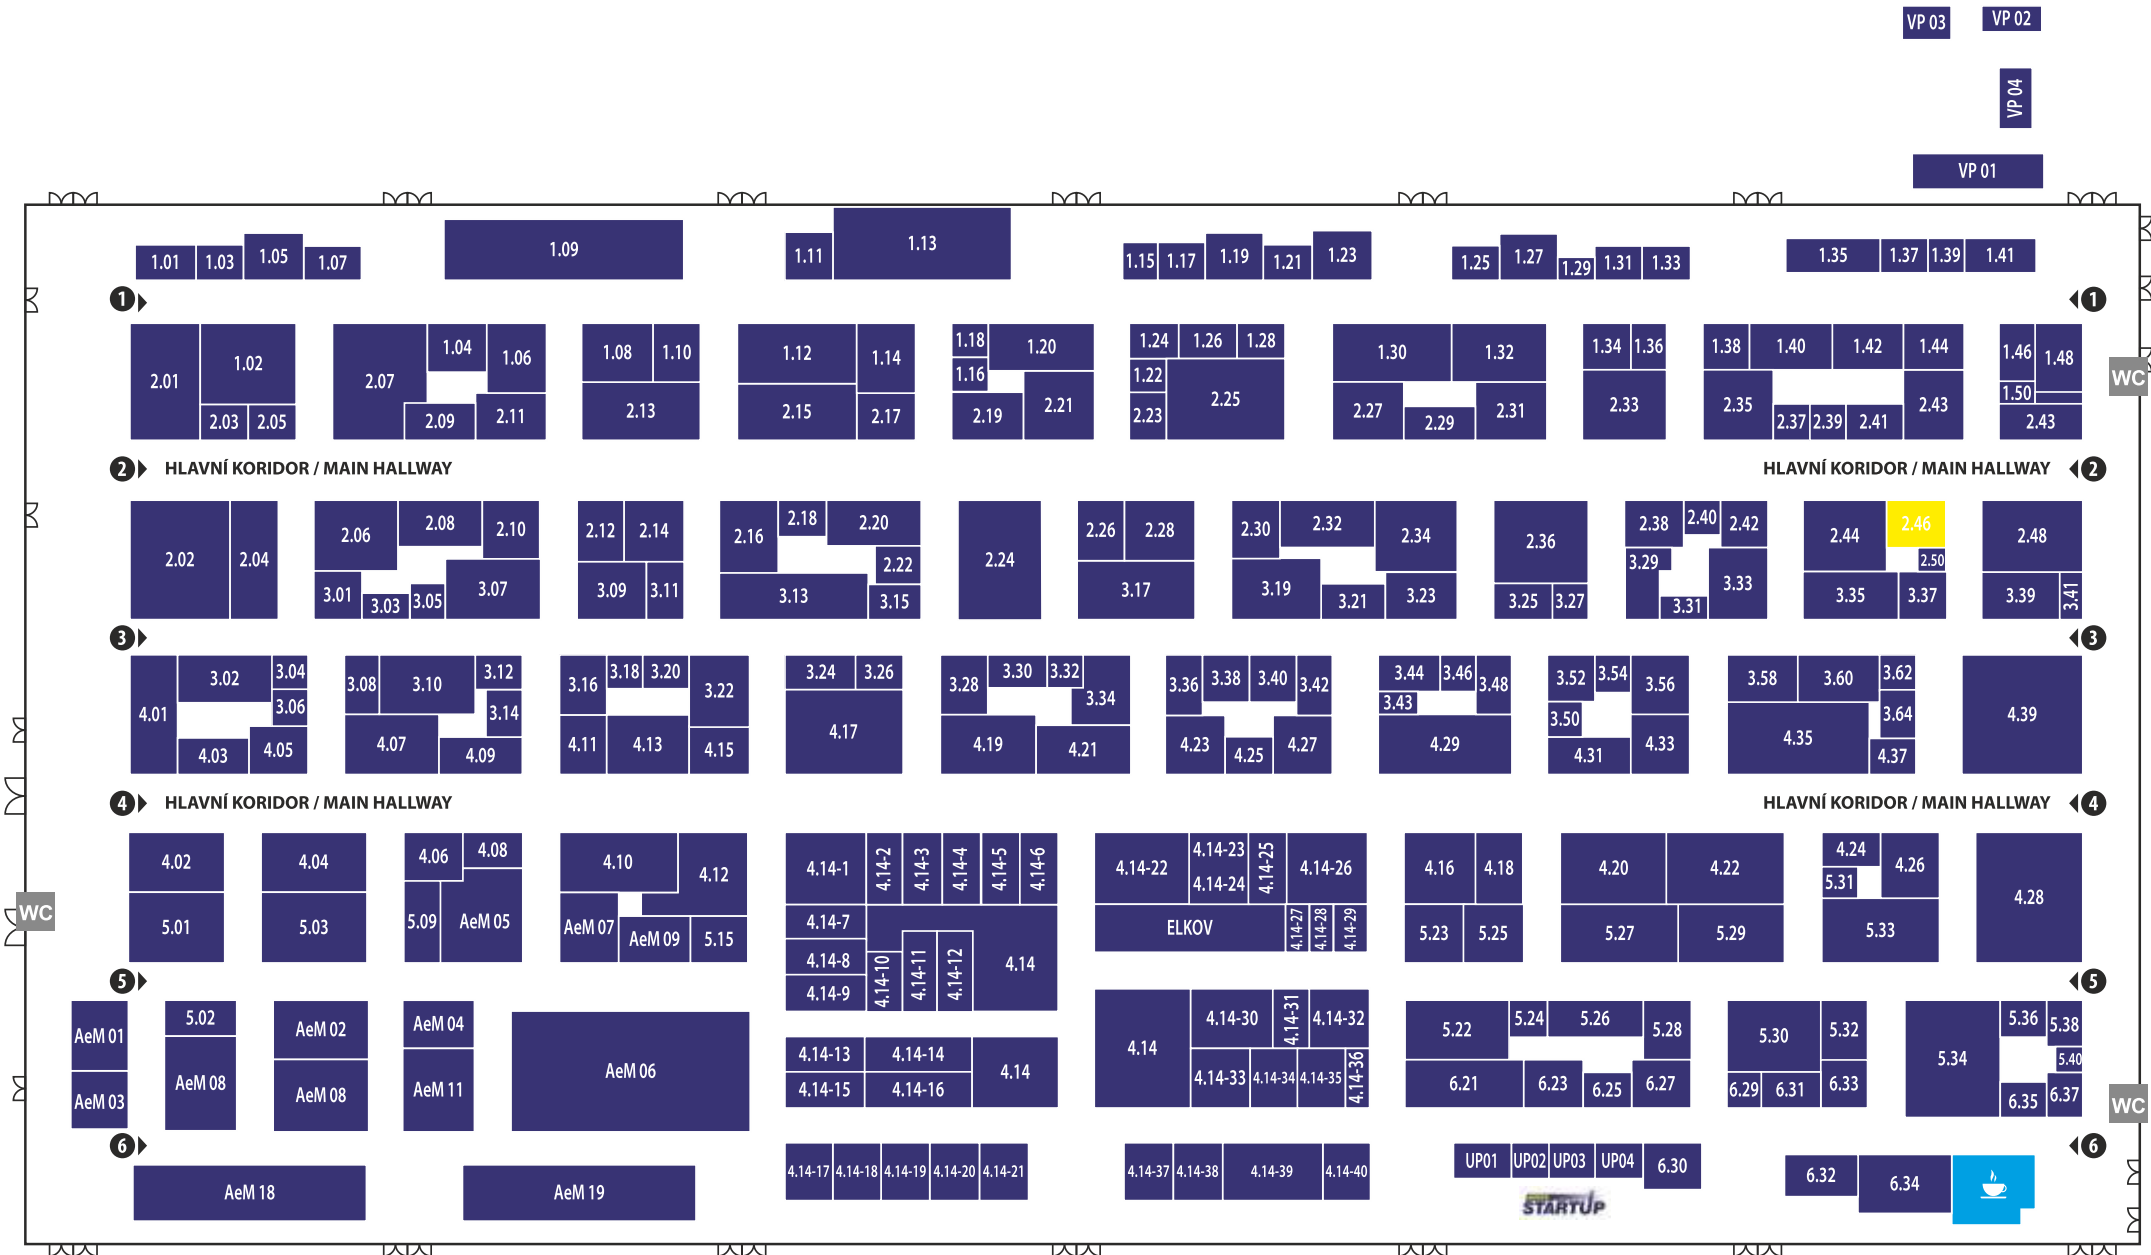 VP 03 VP 02
VP 04
VP 01
1.01 1.03 1.05 1.07 1.09 1.11 1.13 1.15 1.17 1.19 1.21 1.23 1.25 1.27 1.29 1.31 1.33 1.35 1.37 1.39 1.41
1 1
2.01 1.02 2.07 1.04 1.06 1.08 1.10 1.12 1.14 1.18 1.20 1.24 1.26 1.28 1.30 1.32 1.34 1.36 1.38 1.40 1.42 1.44 1.46 1.48
1.16 1.22 1.50 WC
2.03 2.05 2.09 2.11 2.13 2.15 2.17 2.19 2.21 2.23 2.25 2.27 2.29 2.31 2.33 2.35 2.37 2.39 2.41 2.43 2.43
2 HLAVNÍ KORIDOR / MAIN HALLWAY HLAVNÍ KORIDOR / MAIN HALLWAY 2
2.02 2.04 2.06 2.08 2.10 2.12 2.14 2.16 2.18 2.20 2.24 2.26 2.28 2.30 2.32 2.34 2.36 2.38 2.40 2.42 2.44 2.46 2.48
2.22 3.29 2.50
3.01 3.03 3.05 3.07 3.09 3.11 3.13 3.15 3.17 3.19 3.21 3.23 3.25 3.27 3.31 3.33 3.35 3.37 3.39 3.41
3 3
4.01 3.02 3.04 3.08 3.10 3.12 3.16 3.18 3.20 3.22 3.24 3.26 3.28 3.30 3.32 3.34 3.36 3.38 3.40 3.42 3.44 3.46 3.48 3.52 3.54 3.56 3.58 3.60 3.62 4.39
3.06 3.14 3.43 3.50 3.64
4.03 4.05 4.07 4.09 4.11 4.13 4.15 4.17 4.19 4.21 4.23 4.25 4.27 4.29 4.31 4.33 4.35 4.37
4 HLAVNÍ KORIDOR / MAIN HALLWAY HLAVNÍ KORIDOR / MAIN HALLWAY 4
4.02 4.04 4.06 4.08 4.10 4.12 4.14-1 4.14-2 4.14-3 4.14-4 4.14-5 4.14-6 4.14-22 4.14-23 4.14-24 4.14-25 4.14-26 4.16 4.18 4.20 4.22 4.24 4.26 4.28
5.31
WC 5.01 5.03 5.09 AeM 05 AeM 07 AeM 09 5.15 4.14-7 ELKOV 4.14-27 4.14-28 4.14-29 5.23 5.25 5.27 5.29 5.33
4.14-8 4.14-10 4.14-11 4.14-12 4.14
4.14-9
5 5
AeM 01 5.02 AeM 02 AeM 04 AeM 06 4.14 4.14-30 4.14-31 4.14-32 5.22 5.24 5.26 5.28 5.30 5.32 5.34 5.36 5.38
4.14-13 4.14-14 4.14 5.40
AeM 03 AeM 08 AeM 08 AeM 11 4.14-15 4.14-16 4.14-33 4.14-34 4.14-35 4.14-36 6.21 6.23 6.25 6.27 6.29 6.31 6.33 6.35 6.37 WC
6 6
AeM 18 AeM 19 4.14-17 4.14-18 4.14-19 4.14-20 4.14-21 4.14-37 4.14-38 4.14-39 4.14-40 UP01 UP02 UP03 UP04 6.30 6.32 6.34
STARTUP